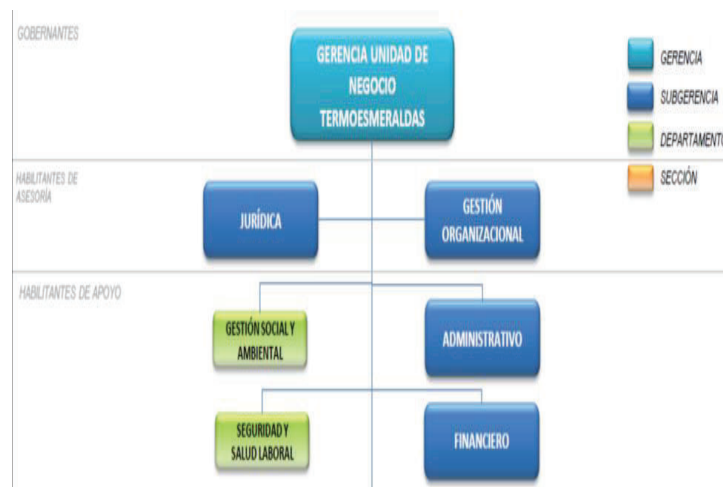 GOBERNANTES
GERENCIA UNIDAD DE
NEGOCIO
TERMOESMERALDAS
GERENCIA
SUBGERENCIA
DEPARTAMENTO
SECCIÓN
HABILITANTES DE
ASESORÍA
JURÍDICA
GESTIÓN
ORGANIZACIONAL
HABILITANTES DE APOYO
GESTIÓN SOCIAL Y
AMBIENTAL
ADMINISTRATIVO
SEGURIDAD Y
SALUD LABORAL
FINANCIERO